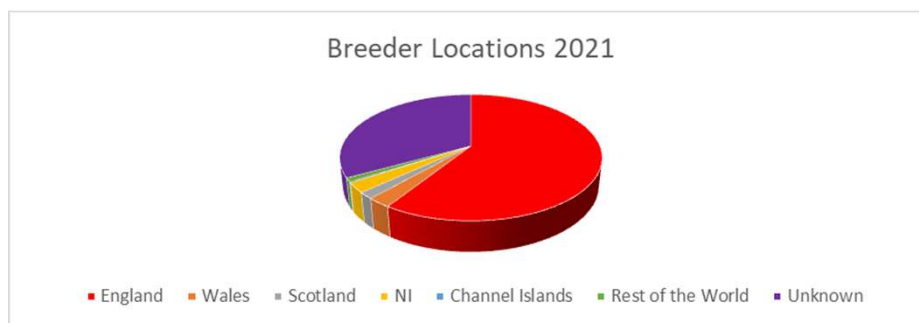 Breeder Locations 2021
England Wales Scotland NI Channel Islands Rest of the World Unknown